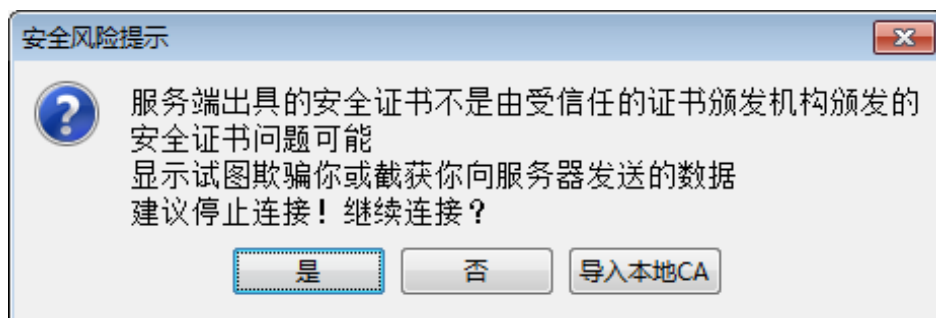 安全风险提示
服务端出具的安全证书不是由受信任的证书颁发机构颁发的
安全证书问题可能
显示试图欺骗你或截获你向服务器发送的数据
建议停止连接！继续连接？
是 否 导入本地CA